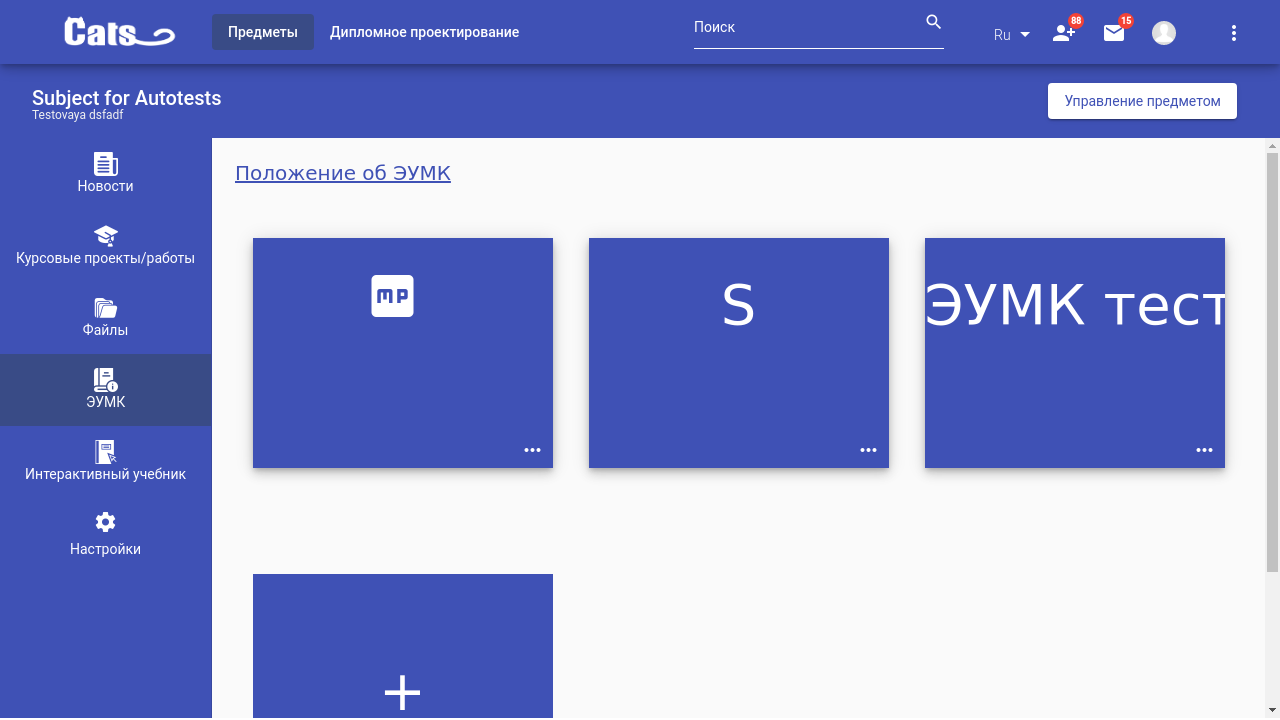 Cats
Предметы
Дипломное проектирование
Поиск
Ru
88
15
Subject for Autotests
Testovaya dsfadf
Управление предметом
Новости
Курсовые проекты/работы
Файлы
ЭУМК
Интерактивный учебник
Настройки
Положение об ЭУМК
MP
S
ЭУМК тест